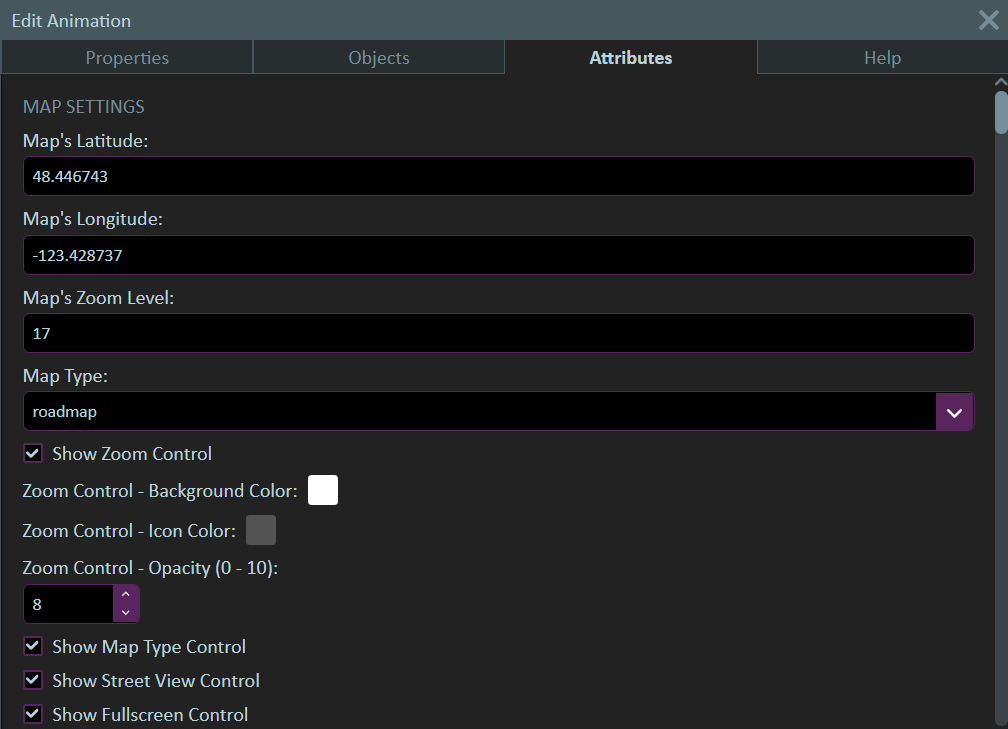 Edit Animation
Properties Objects Attributes Help
MAP SETTINGS
Map's Latitude:
48.446743
Map's Longitude:
-123.428737
Map's Zoom Level:
17
Map Type:
roadmap
Show Zoom Control
Zoom Control - Background Color:
Zoom Control - Icon Color:
Zoom Control - Opacity (0 - 10):
8
Show Map Type Control
Show Street View Control
Show Fullscreen Control